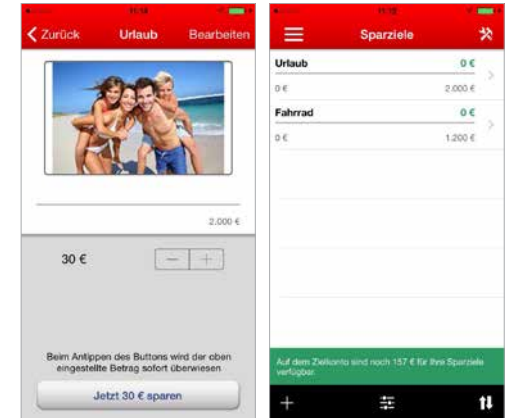 11:14
Zurück Urlaub Bearbeiten
2.000 €
30 €
Beim Antippen des Buttons wird der oben
eingestellte Betrag sofort überwiesen
Jetzt 30 € sparen
11:12
Sparziele
Urlaub 0 €
0 € 2.000 €
Fahrrad 0 €
0 € 1.200 €
Auf dem Zielkonto sind noch 157 € für Ihre Sparziele
verfügbar.